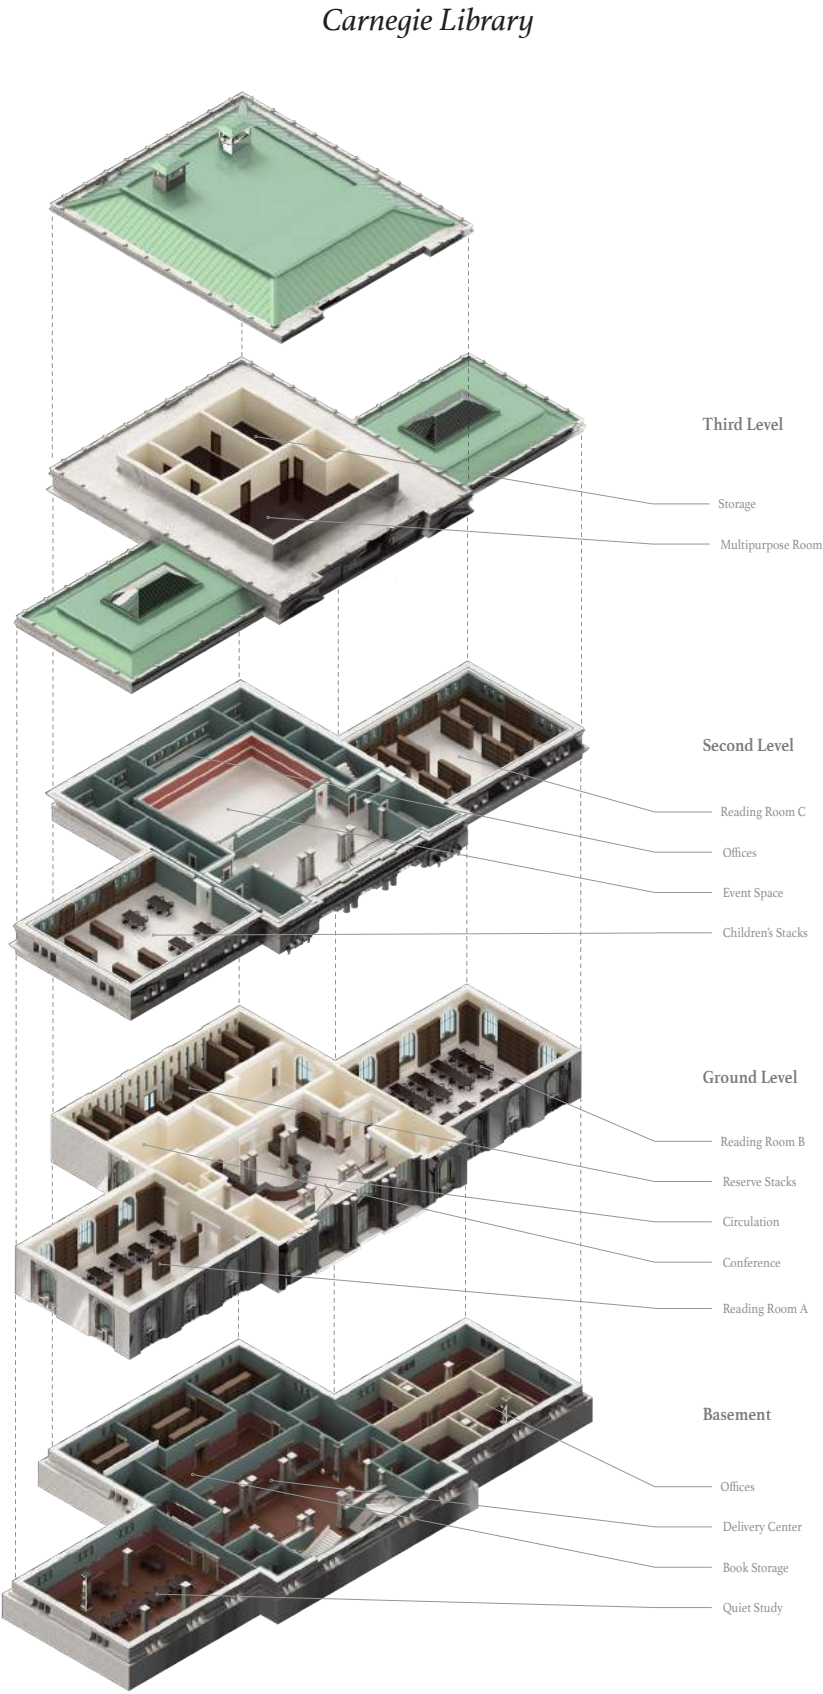 Carnegie Library
Third Level
Storage
Multipurpose Room
Second Level
Reading Room C
Offices
Event Space
Children's Stacks
Ground Level
Reading Room B
Reserve Stacks
Circulation
Conference
Reading Room A
Basement
Offices
Delivery Center
Book Storage
Quiet Study